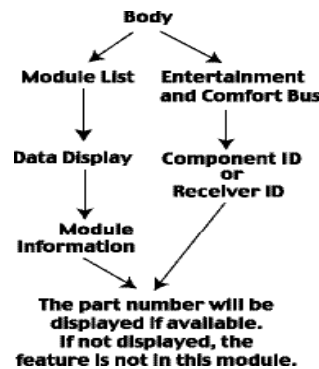 Body
Module List
Entertainment
and Comfort Bus
Data Display
Component ID
or
Receiver ID
Module
Information
The part number will be
displayed if available.
If not displayed, the
feature is not in this module.